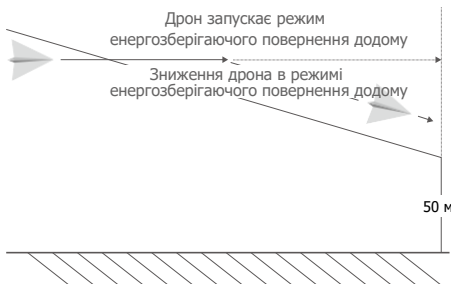 Дрон запускає режим
енергозберігаючого повернення додому
Зниження дрона в режимі
енергозберігаючого повернення додому
50 м